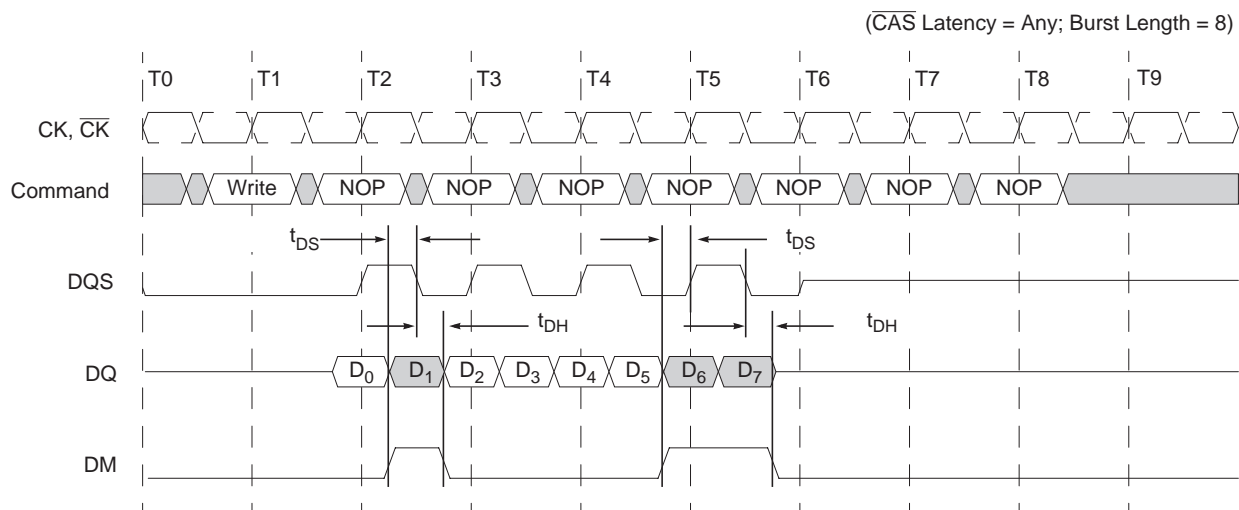 (C̅A̅S̅ Latency = Any; Burst Length = 8)
T0 T1 T2 T3 T4 T5 T6 T7 T8 T9
CK, C̅K̅
Command Write NOP NOP NOP NOP NOP NOP NOP
tDS tDS
DQS
tDH tDH
DQ D0 D1 D2 D3 D4 D5 D6 D7
DM